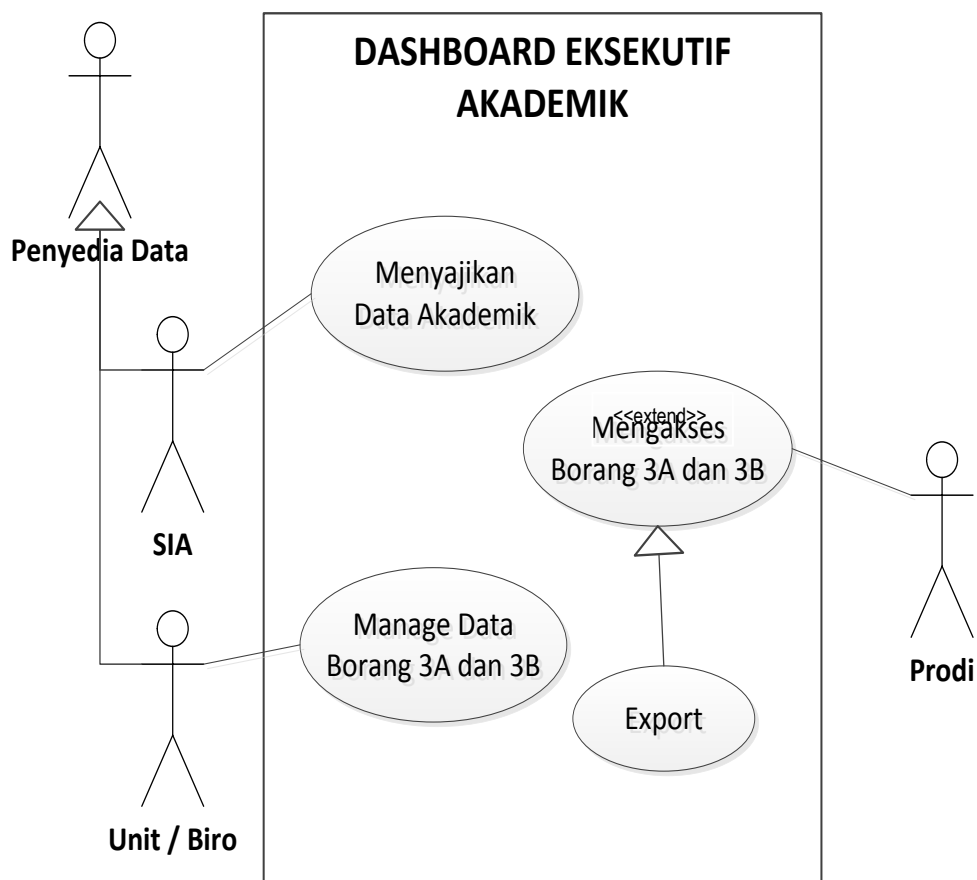 DASHBOARD EKSEKUTIF
AKADEMIK
Penyedia Data
Menyajikan
Data Akademik
<<extend>>
Mengakses
Borang 3A dan 3B
SIA
Manage Data
Borang 3A dan 3B
Prodi
Export
Unit / Biro